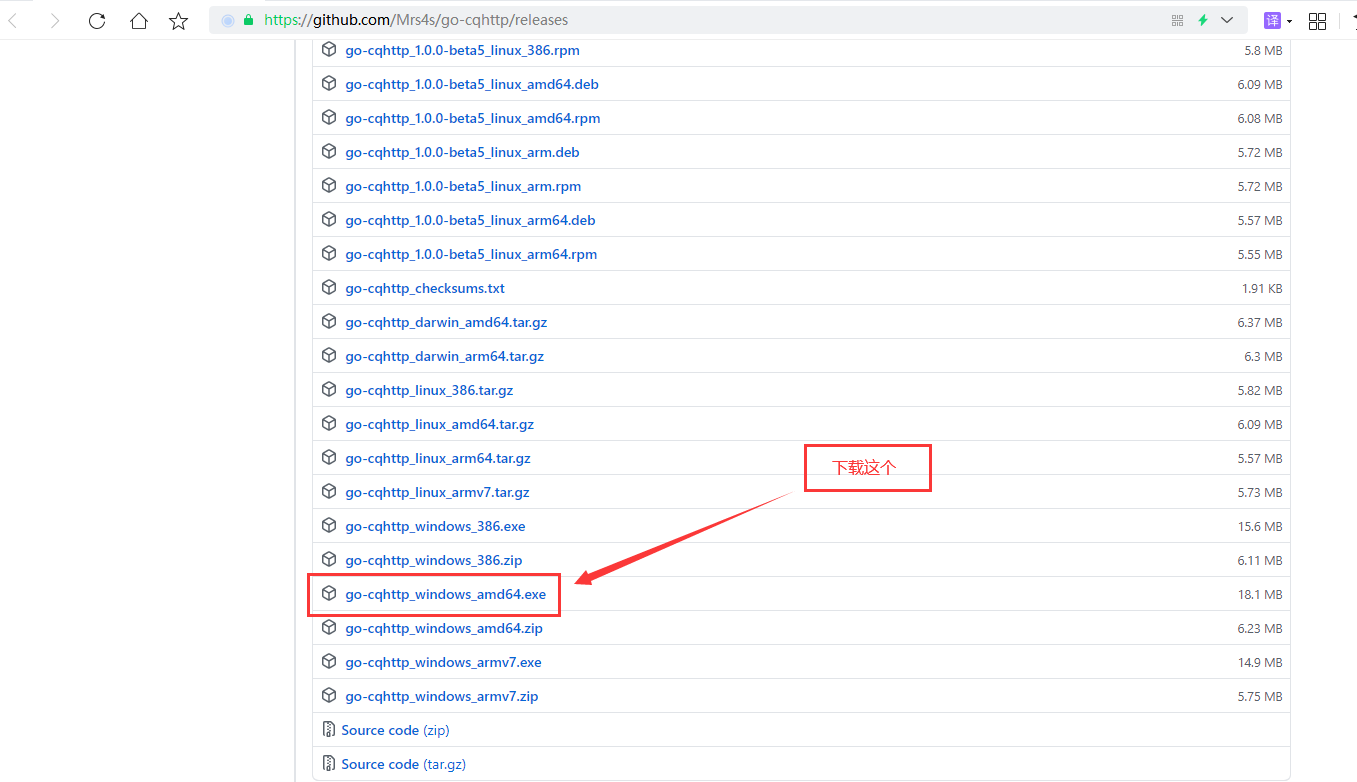 https://github.com/Mrs4s/go-cqhttp/releases
译
go-cqhttp_1.0.0-beta5_linux_386.rpm 5.8 MB
go-cqhttp_1.0.0-beta5_linux_amd64.deb 6.09 MB
go-cqhttp_1.0.0-beta5_linux_amd64.rpm 6.08 MB
go-cqhttp_1.0.0-beta5_linux_arm.deb 5.72 MB
go-cqhttp_1.0.0-beta5_linux_arm.rpm 5.72 MB
go-cqhttp_1.0.0-beta5_linux_arm64.deb 5.57 MB
go-cqhttp_1.0.0-beta5_linux_arm64.rpm 5.55 MB
go-cqhttp_checksums.txt 1.91 KB
go-cqhttp_darwin_amd64.tar.gz 6.37 MB
go-cqhttp_darwin_arm64.tar.gz 6.3 MB
go-cqhttp_linux_386.tar.gz 5.82 MB
go-cqhttp_linux_amd64.tar.gz 6.09 MB
go-cqhttp_linux_arm64.tar.gz 5.57 MB
下载这个
go-cqhttp_linux_armv7.tar.gz 5.73 MB
go-cqhttp_windows_386.exe 15.6 MB
go-cqhttp_windows_386.zip 6.11 MB
go-cqhttp_windows_amd64.exe 18.1 MB
go-cqhttp_windows_amd64.zip 6.23 MB
go-cqhttp_windows_armv7.exe 14.9 MB
go-cqhttp_windows_armv7.zip 5.75 MB
Source code (zip)
Source code (tar.gz)